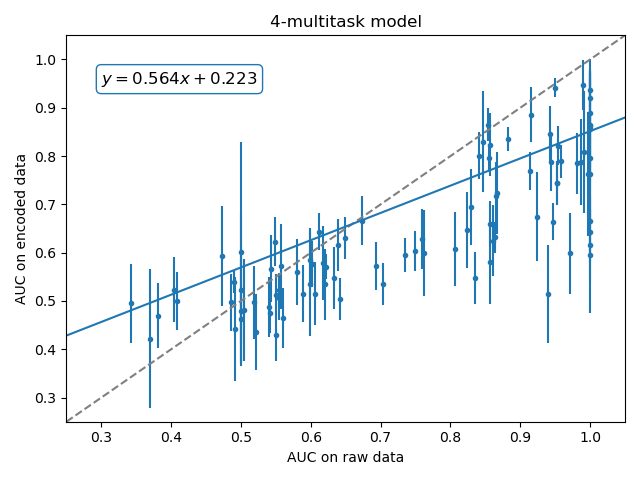 4-multitask model
y = 0.564x + 0.223
AUC on encoded data
1.0
0.9
0.8
0.7
0.6
0.5
0.4
0.3
0.3 0.4 0.5 0.6 0.7 0.8 0.9 1.0
AUC on raw data